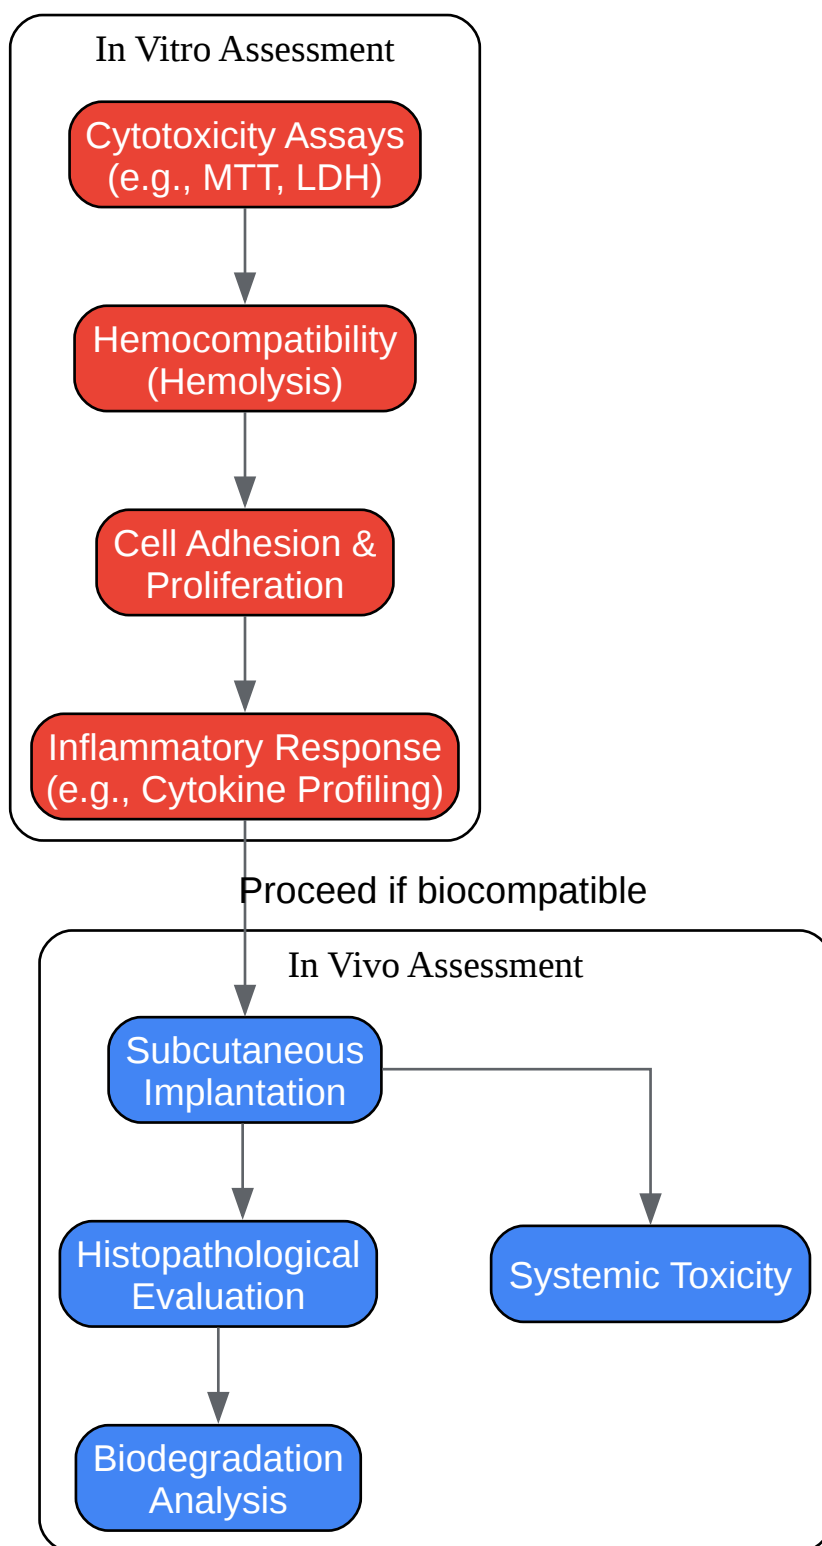 In Vitro Assessment
Cytotoxicity Assays
(e.g., MTT, LDH)
Hemocompatibility
(Hemolysis)
Cell Adhesion &
Proliferation
Inflammatory Response
(e.g., Cytokine Profiling)
Proceed if biocompatible
In Vivo Assessment
Subcutaneous
Implantation
Histopathological
Evaluation
Systemic Toxicity
Biodegradation
Analysis